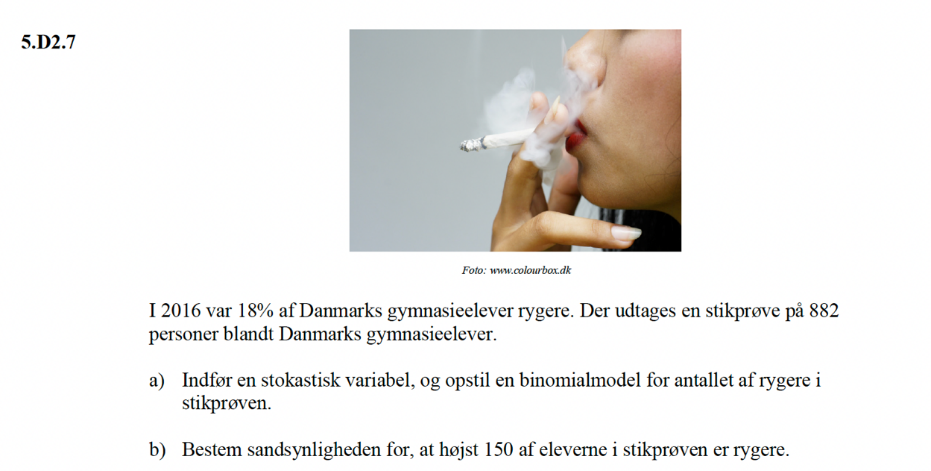 5.D2.7
Foto: www.colourbox.dk
I 2016 var 18% af Danmarks gymnasieelever rygere. Der udtages en stikprøve på 882
personer blandt Danmarks gymnasieelever.
a) Indfør en stokastisk variabel, og opstil en binomialmodel for antallet af rygere i
stikprøven.
b) Bestem sandsynligheden for, at højst 150 af eleverne i stikprøven er rygere.